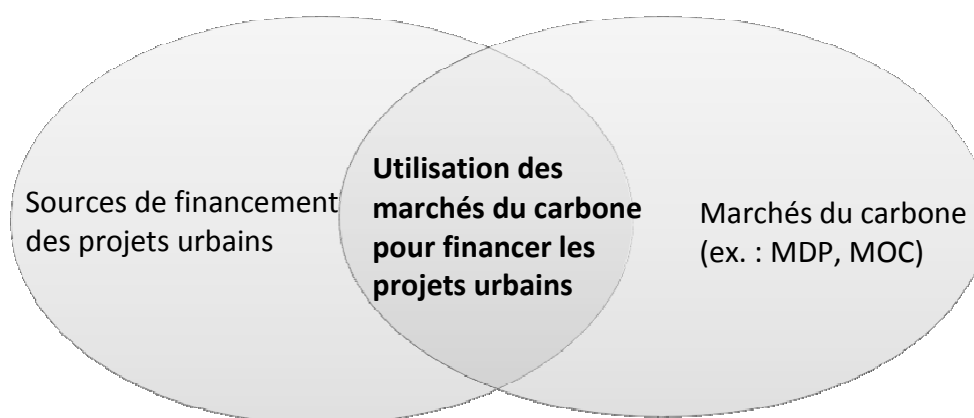 Sources de financement
des projets urbains
Utilisation des
marchés du carbone
pour financer les
projets urbains
Marchés du carbone
(ex. : MDP, MOC)